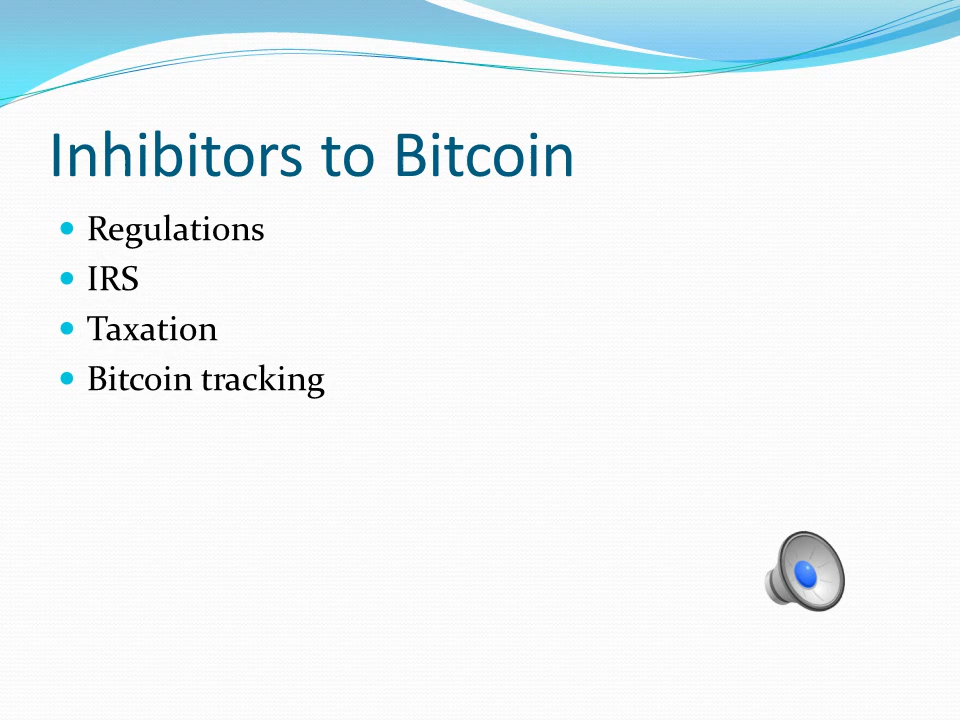 Inhibitors to Bitcoin
Regulations
IRS
Taxation
Bitcoin tracking